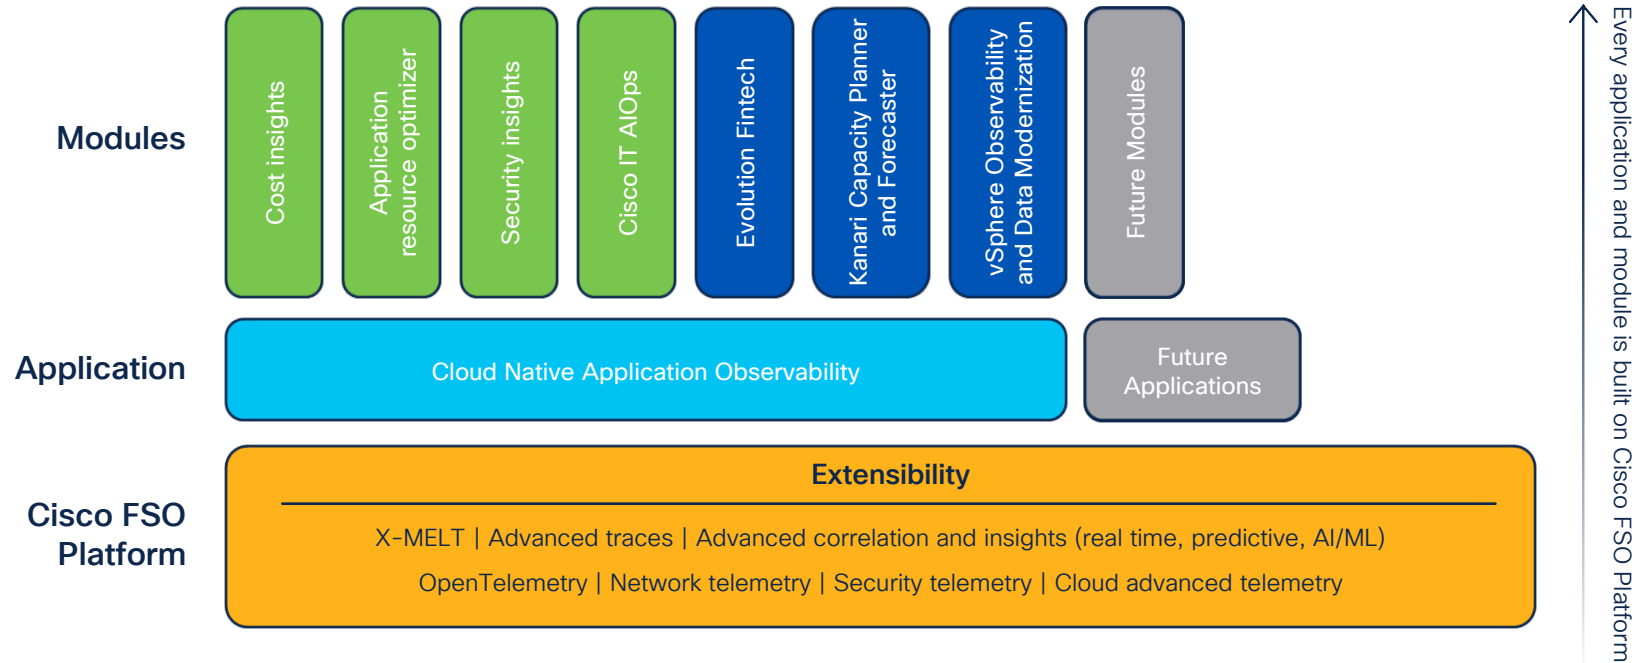 Modules
Cost insights
Application
resource optimizer
Security insights
Cisco IT AIOps
Evolution Fintech
Kanari Capacity Planner
and Forecaster
vSphere Observability
and Data Modernization
Future Modules
Application
Cloud Native Application Observability
Future
Applications
Cisco FSO
Platform
Extensibility
X-MELT | Advanced traces | Advanced correlation and insights (real time, predictive, AI/ML)
OpenTelemetry | Network telemetry | Security telemetry | Cloud advanced telemetry
Every application and module is built on Cisco FSO Platform